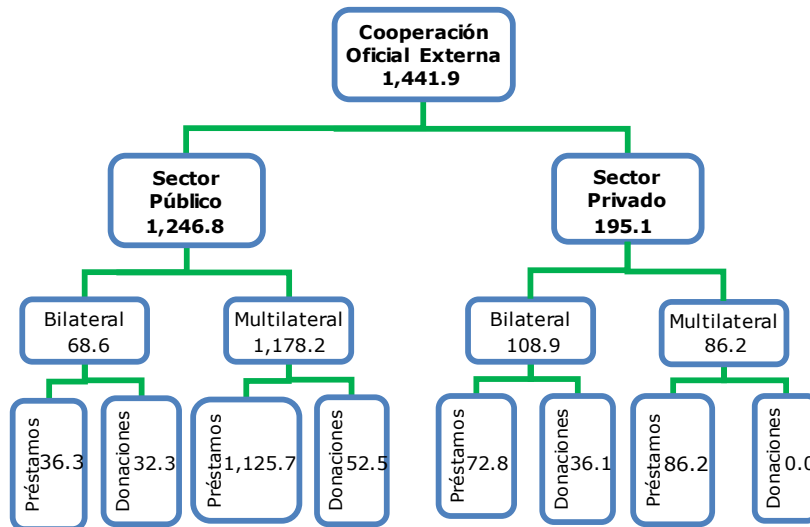 Cooperación
Oficial Externa
1,441.9
Sector
Público
1,246.8
Sector
Privado
195.1
Bilateral
68.6
Multilateral
1,178.2
Bilateral
108.9
Multilateral
86.2
Préstamos
36.3
Donaciones
32.3
Préstamos
1,125.7
Donaciones
52.5
Préstamos
72.8
Donaciones
36.1
Préstamos
86.2
Donaciones
0.0